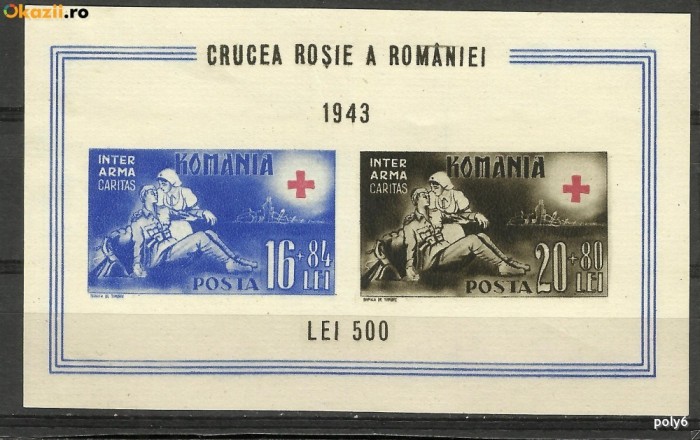 Okazii.ro
CRUCEA ROȘIE A ROMÂNIEI
1943
INTER
ARMA
CARITAS
ROMANIA
16+84
LEI
POSTA
INTER
ARMA
CARITAS
ROMANIA
20+80
LEI
POSTA
LEI 500
poly6